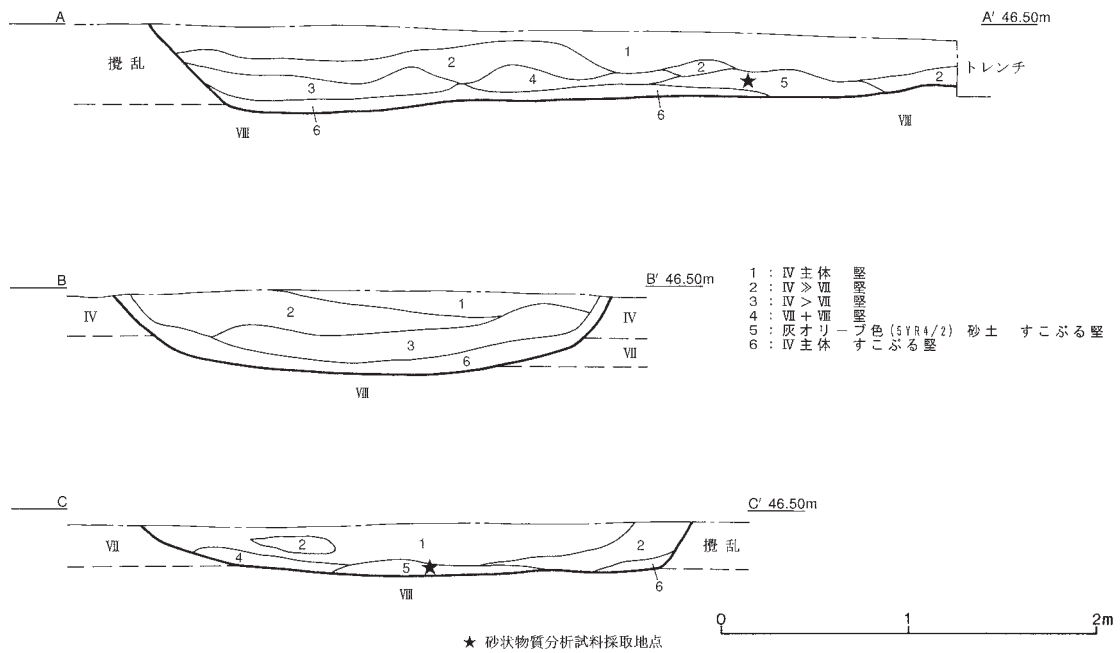 A A′ 46.50m
攪乱 1 2 3 4 2 5 2 トレンチ
Ⅷ 6 6 Ⅷ
B B′ 46.50m
Ⅳ 2 1 3 6 Ⅳ Ⅶ
Ⅷ
1 : Ⅳ主体 堅
2 : Ⅳ≫Ⅶ 堅
3 : Ⅳ>Ⅶ 堅
4 : Ⅶ+Ⅷ 堅
5 : 灰オリーブ色(5YR4/2) 砂土 すこぶる堅
6 : Ⅳ主体 すこぶる堅
C C′ 46.50m
Ⅶ 4 2 1 5 2 6 攪乱
Ⅷ
0 1 2m
★ 砂状物質分析試料採取地点